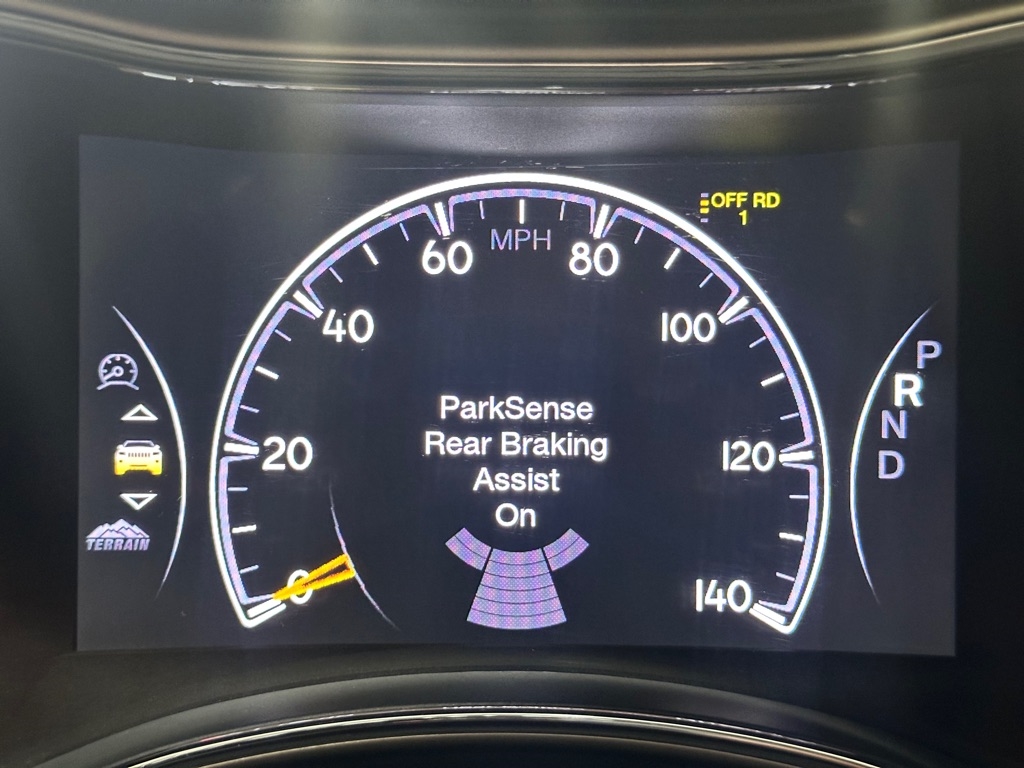 OFF RD
1
MPH
60
80
40
100
20
120
0
140
ParkSense
Rear Braking
Assist
On
P
R
N
D
TERRAIN